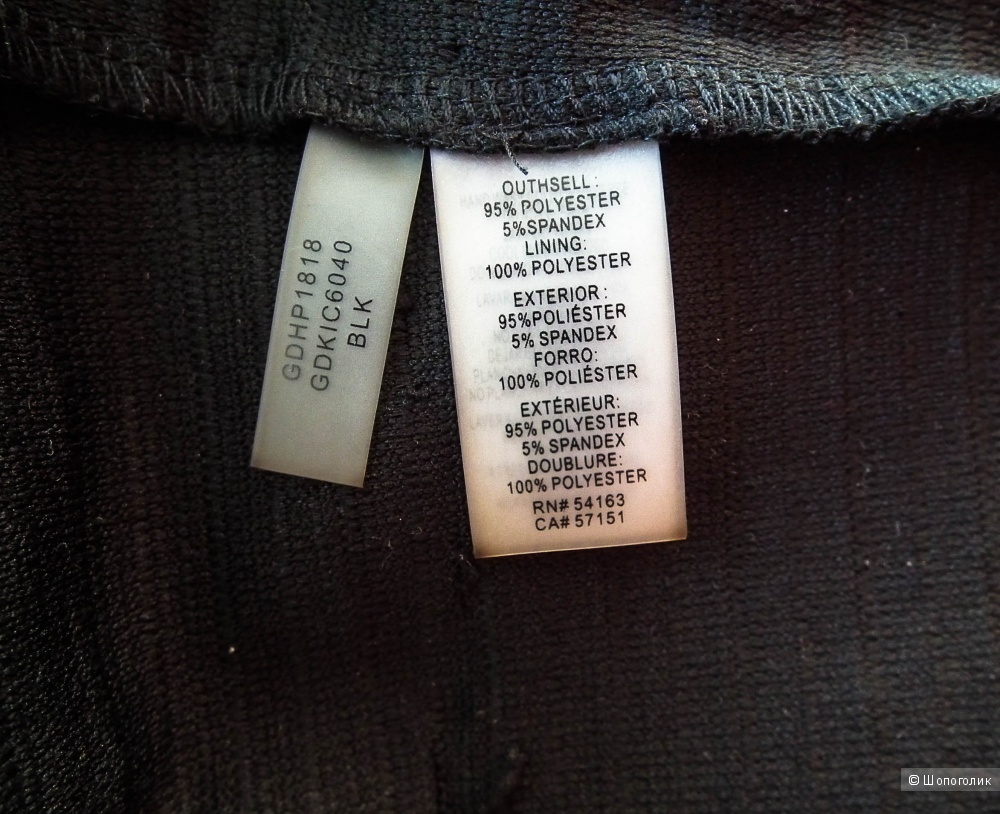 GDHP1818
GDKIC6040
BLK
OUTHSELL :
95% POLYESTER
5%SPANDEX
LINING:
100% POLYESTER
EXTERIOR :
95%POLIÉSTER
5% SPANDEX
FORRO:
100% POLIÉSTER
EXTÉRIEUR:
95% POLYESTER
5% SPANDEX
DOUBLURE:
100% POLYESTER
RN# 54163
CA# 57151
© Шопоголик